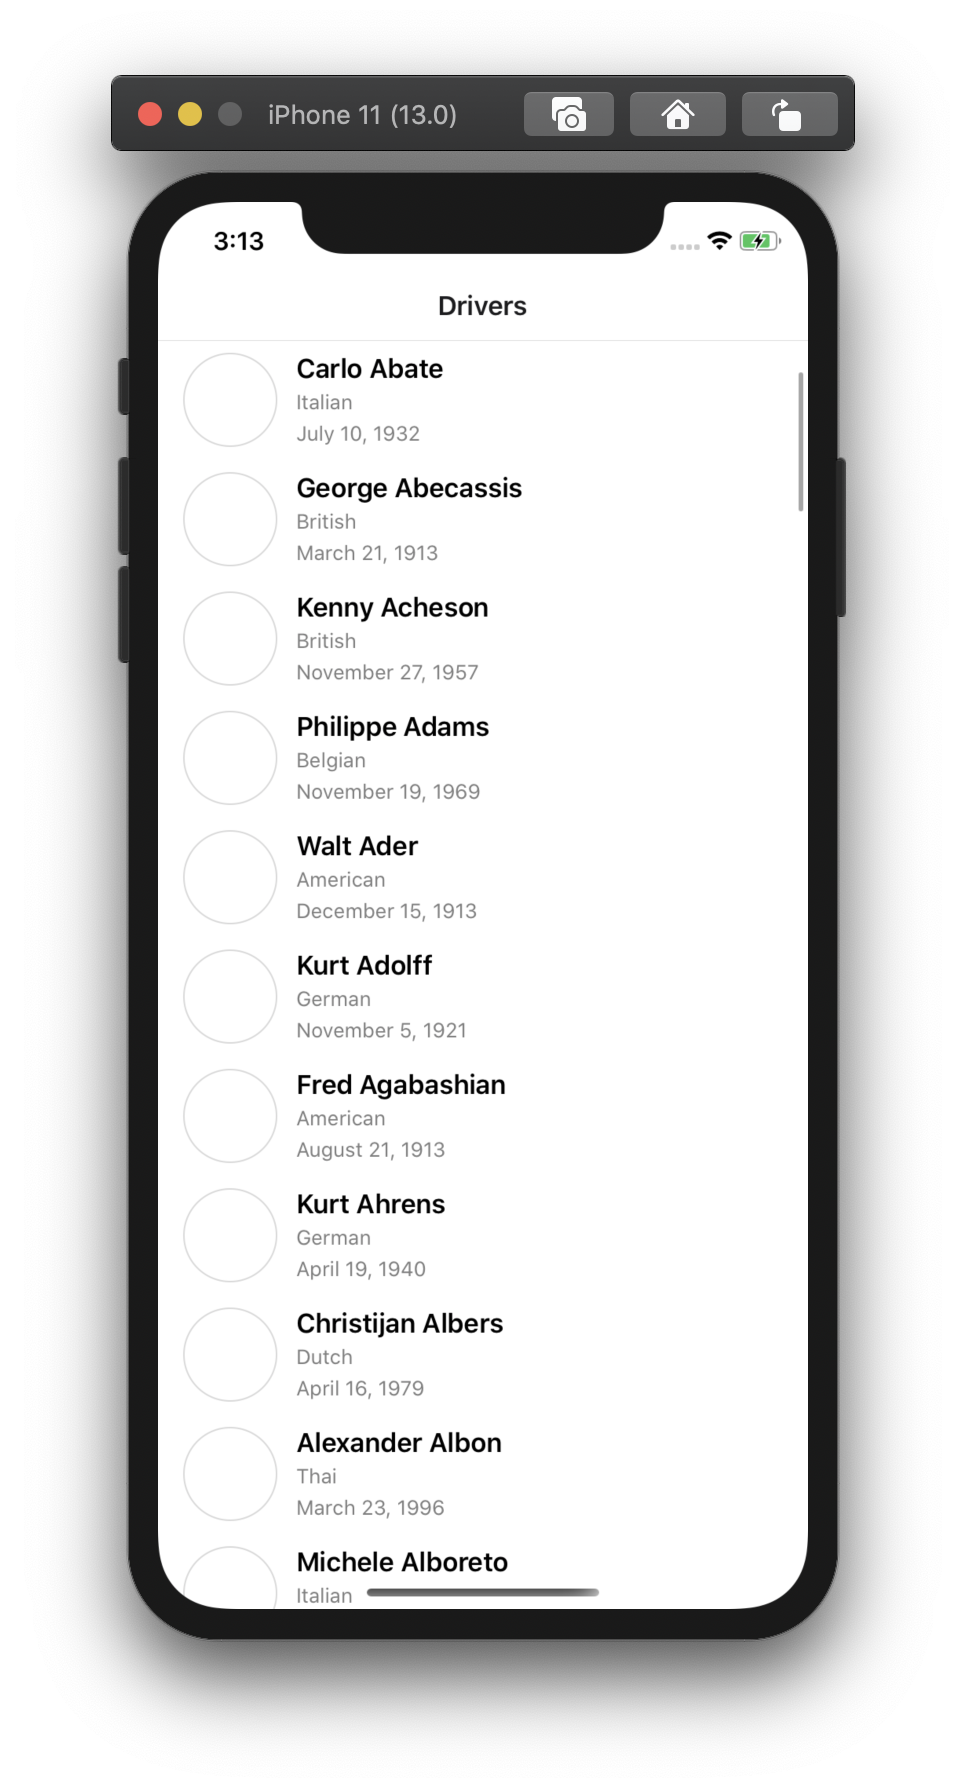 iPhone 11 (13.0)
3:13
Drivers
Carlo Abate
Italian
July 10, 1932
George Abecassis
British
March 21, 1913
Kenny Acheson
British
November 27, 1957
Philippe Adams
Belgian
November 19, 1969
Walt Ader
American
December 15, 1913
Kurt Adolff
German
November 5, 1921
Fred Agabashian
American
August 21, 1913
Kurt Ahrens
German
April 19, 1940
Christijan Albers
Dutch
April 16, 1979
Alexander Albon
Thai
March 23, 1996
Michele Alboreto
Italian